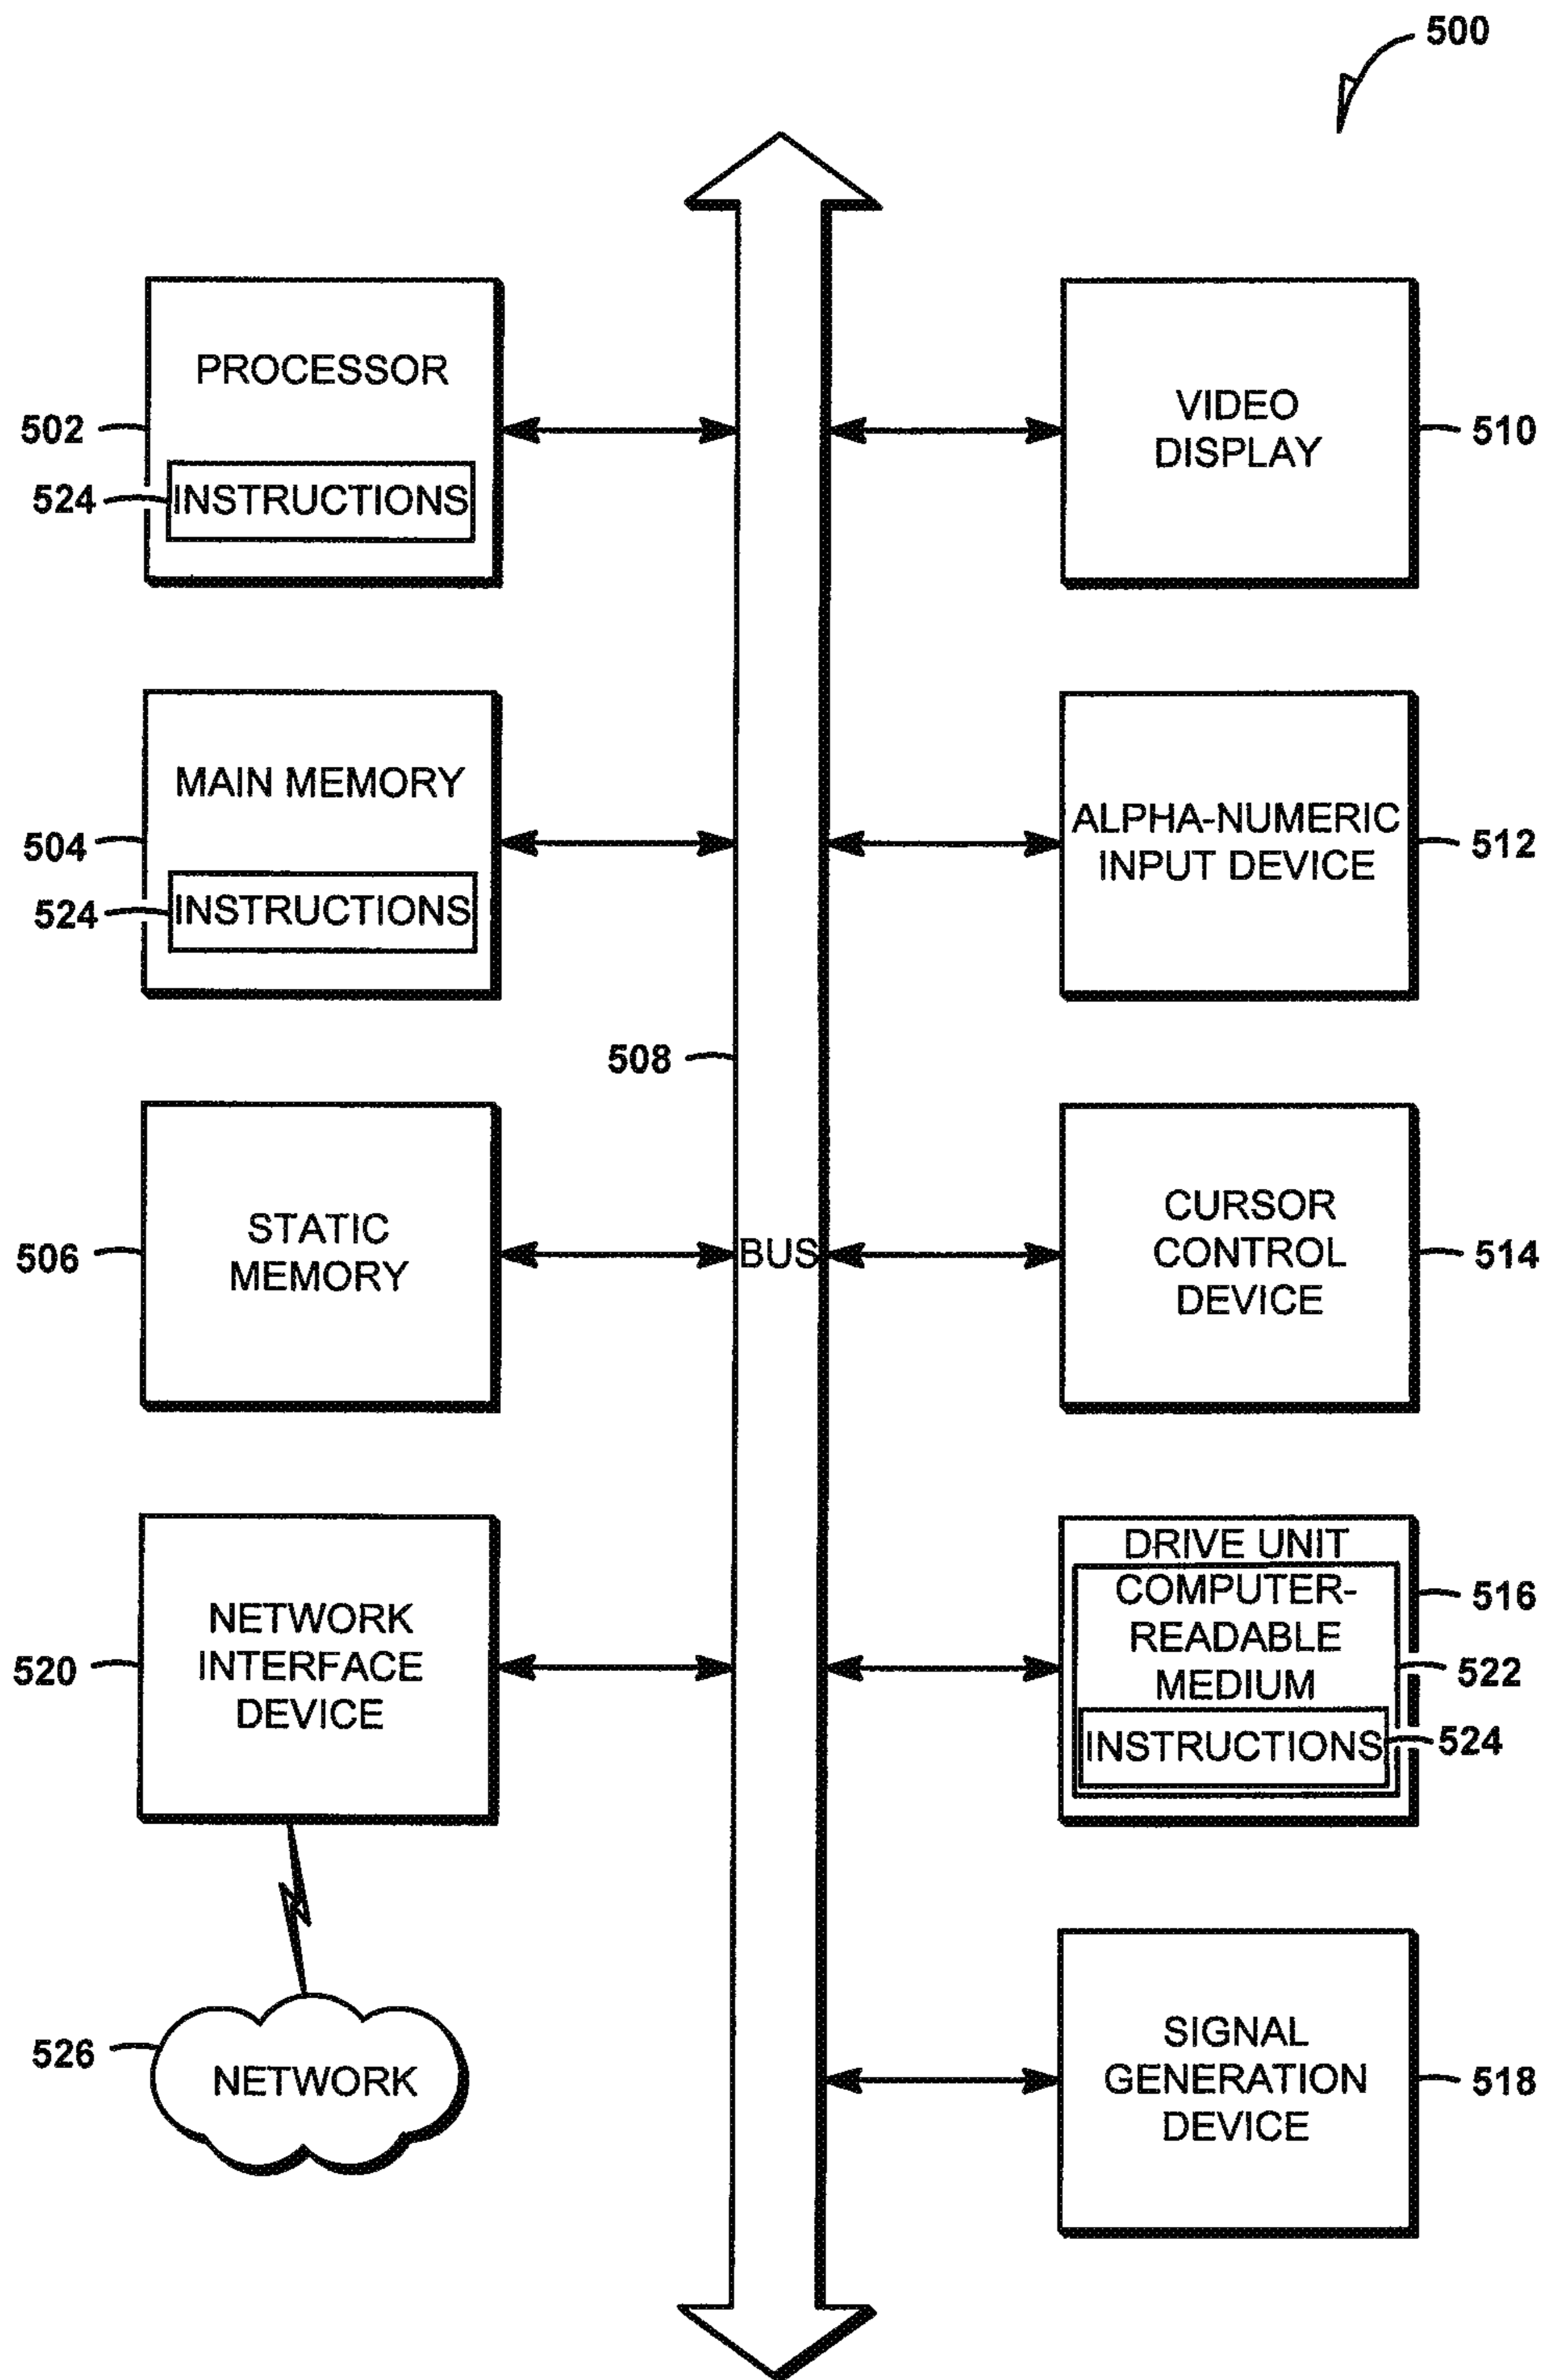 500
PROCESSOR
502
524
INSTRUCTIONS
VIDEO
DISPLAY
510
MAIN MEMORY
504
524
INSTRUCTIONS
ALPHA-NUMERIC
INPUT DEVICE
512
508
STATIC
MEMORY
506
BUS
CURSOR
CONTROL
DEVICE
514
NETWORK
INTERFACE
DEVICE
520
DRIVE UNIT
COMPUTER-
READABLE
MEDIUM
516
522
INSTRUCTIONS
524
526
NETWORK
SIGNAL
GENERATION
DEVICE
518